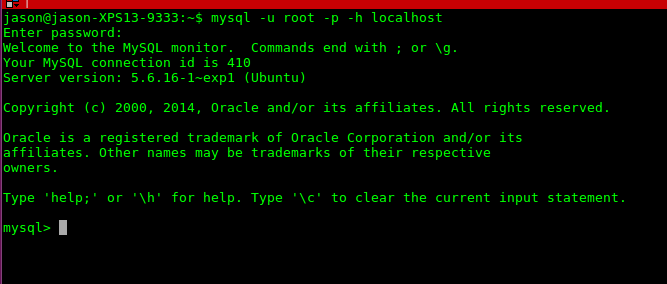 jason@jason-XPS13-9333:~$ mysql -u root -p -h localhost
Enter password:
Welcome to the MySQL monitor.  Commands end with ; or \g.
Your MySQL connection id is 410
Server version: 5.6.16-1~exp1 (Ubuntu)

Copyright (c) 2000, 2014, Oracle and/or its affiliates. All rights reserved.

Oracle is a registered trademark of Oracle Corporation and/or its
affiliates. Other names may be trademarks of their respective
owners.

Type 'help;' or '\h' for help. Type '\c' to clear the current input statement.

mysql>